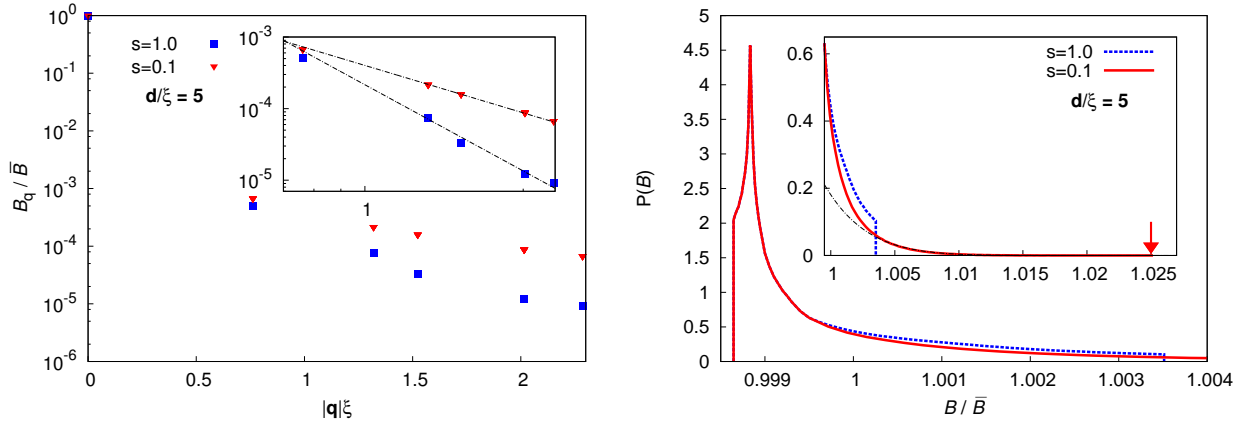 10⁰
10⁻¹
10⁻²
10⁻³
10⁻⁴
10⁻⁵
10⁻⁶
B_q / B̅
s=1.0
s=0.1
d/ξ = 5
10⁻³
10⁻⁴
10⁻⁵
1
0 0.5 1 1.5 2
|q|ξ
5
4.5
4
3.5
3
2.5
2
1.5
1
0.5
0
P(B)
0.6
0.4
0.2
0
s=1.0
s=0.1
d/ξ = 5
1 1.005 1.01 1.015 1.02 1.025
0.999 1 1.001 1.002 1.003 1.004
B / B̅